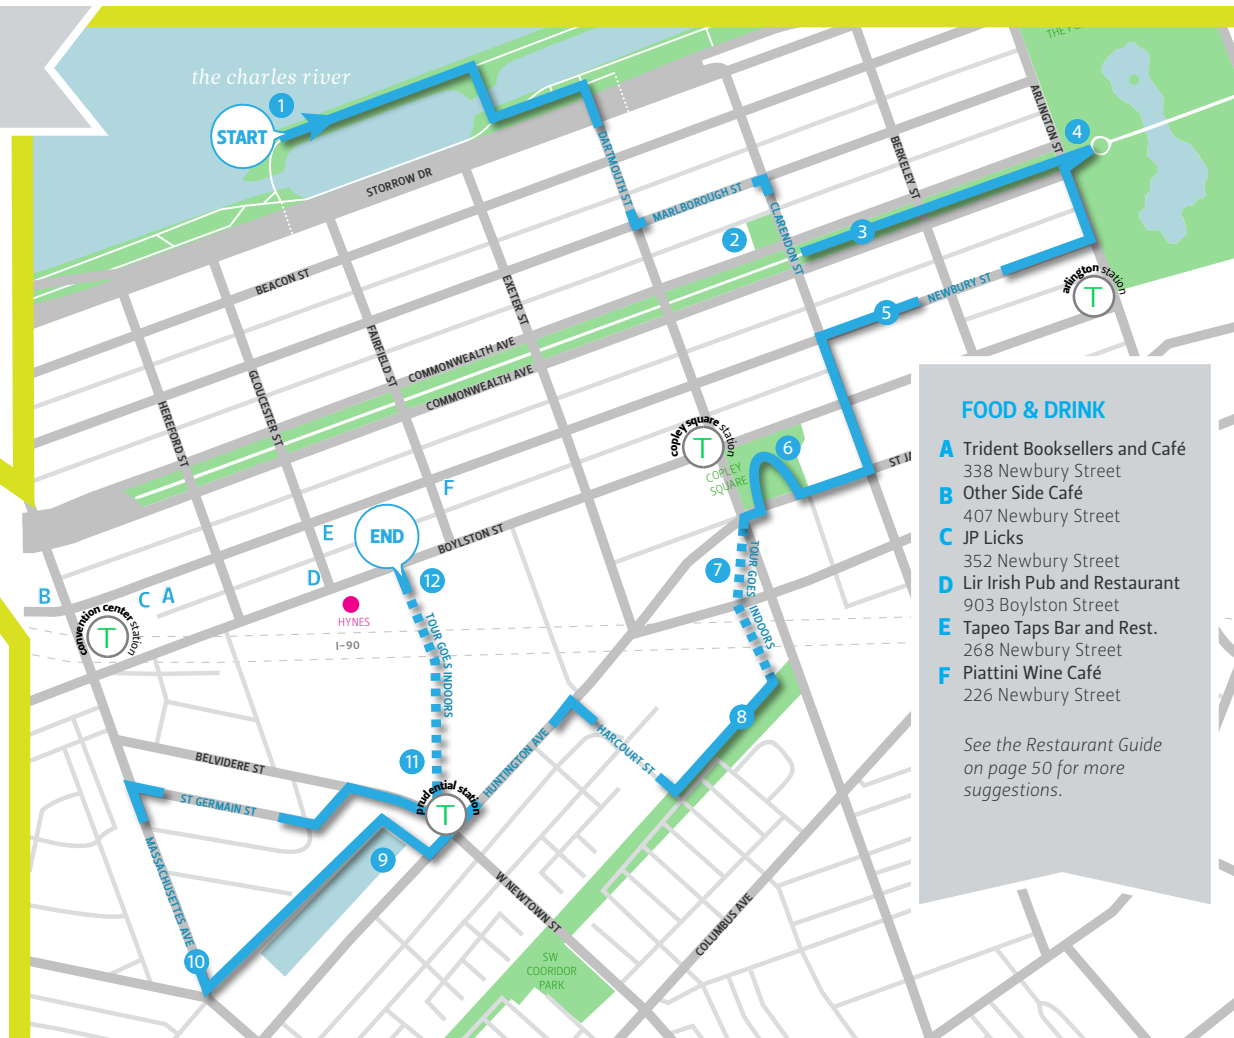 THE PU
the charles river
1
START
STORROW DR
DARTMOUTH ST
MARLBOROUGH ST
CLARENDON ST
BERKELEY ST
ARLINGTON ST
4
2
3
BEACON ST
EXETER ST
FAIRFIELD ST
GLOUCESTER ST
HEREFORD ST
COMMONWEALTH AVE
COMMONWEALTH AVE
NEWBURY ST
5
arlington station
T
copley square station
T
COPLEY
SQUARE
6
ST JA
F
E
END
BOYLSTON ST
D
12
B
C
A
convention center station
T
HYNES
I-90
7
TOUR GOES INDOORS
TOUR GOES INDOORS
8
11
BELVIDERE ST
ST GERMAIN ST
HUNTINGTON AVE
HARCOURT ST
prudential station
T
9
MASSACHUSETTES AVE
10
W NEWTOWN ST
COLUMBUS AVE
SW
COORIDOR
PARK
FOOD & DRINK
A Trident Booksellers and Café
338 Newbury Street
B Other Side Café
407 Newbury Street
C JP Licks
352 Newbury Street
D Lir Irish Pub and Restaurant
903 Boylston Street
E Tapeo Taps Bar and Rest.
268 Newbury Street
F Piattini Wine Café
226 Newbury Street
See the Restaurant Guide
on page 50 for more
suggestions.